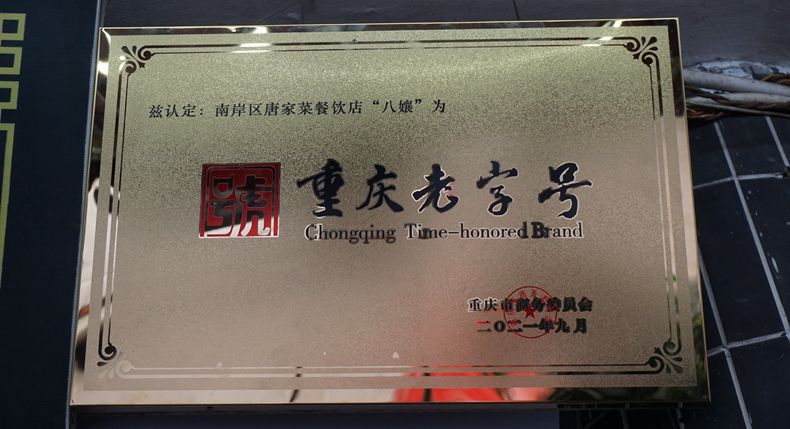 兹认定：南岸区唐家菜餐饮店“八孃”为
號 重庆老字号
Chongqing Time-honored Brand
重庆市商务委员会
二〇二一年九月